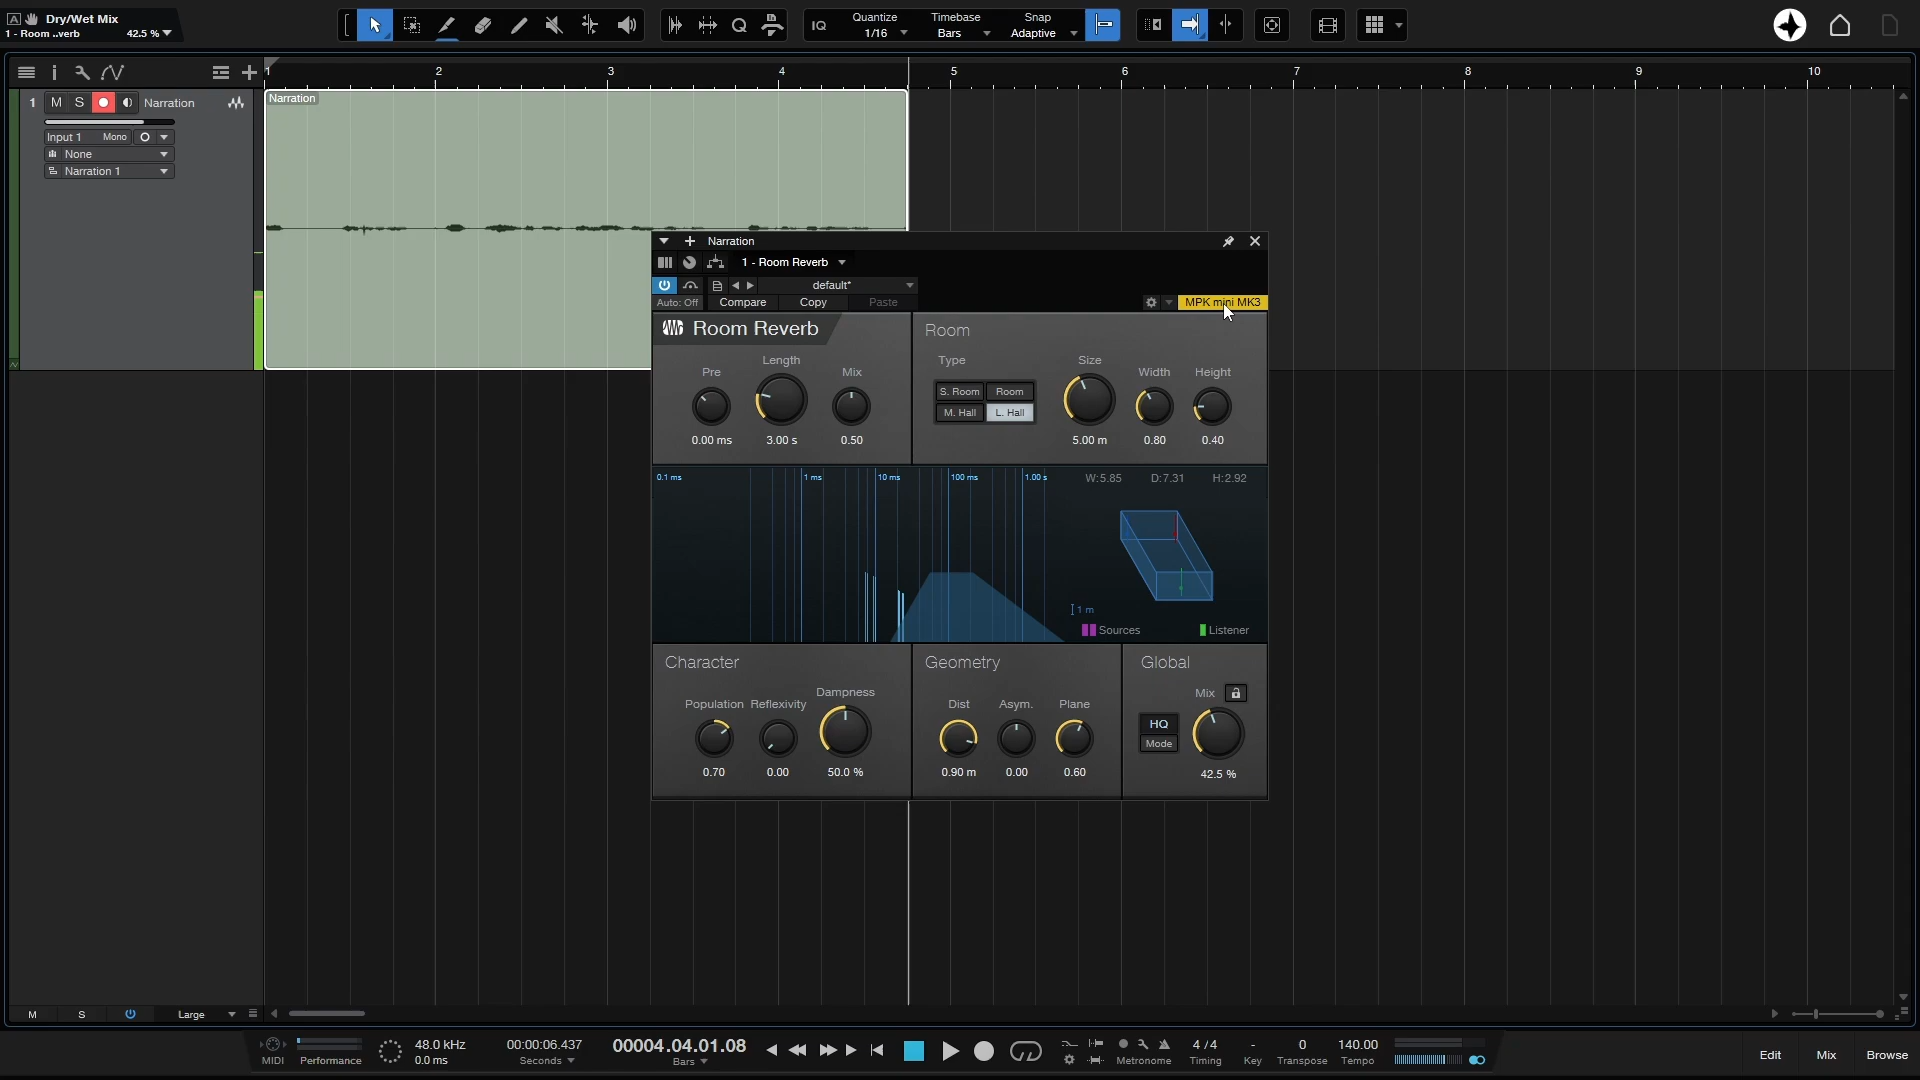 A Dry/Wet Mix
1 - Room ..verb 42.5 %
IQ
Quantize
1/16
Timebase
Bars
Snap
Adaptive
1 2 3 4 5 6 7 8 9 10
1 M S Narration
Input 1 Mono
None
Narration 1
Narration
Narration
1 - Room Reverb
default*
Auto: Off Compare Copy Paste MPK mini MK3
Room Reverb
Pre Length Mix
0.00 ms 3.00 s 0.50
Room
Type Size Width Height
S. Room Room
M. Hall L. Hall
5.00 m 0.80 0.40
0.1 ms 1 ms 10 ms 100 ms 1.00 s
W:5.85 D:7.31 H:2.92
1 m
Sources Listener
Character
Population Reflexivity Dampness
0.70 0.00 50.0 %
Geometry
Dist Asym. Plane
0.90 m 0.00 0.60
Global
Mix
HQ
Mode
42.5 %
M S Large
MIDI
Performance
48.0 kHz
0.0 ms
00:00:06.437
Seconds
00004.04.01.08
Bars
Metronome
4 / 4
Timing
-
Key
0
Transpose
140.00
Tempo
Edit Mix Browse